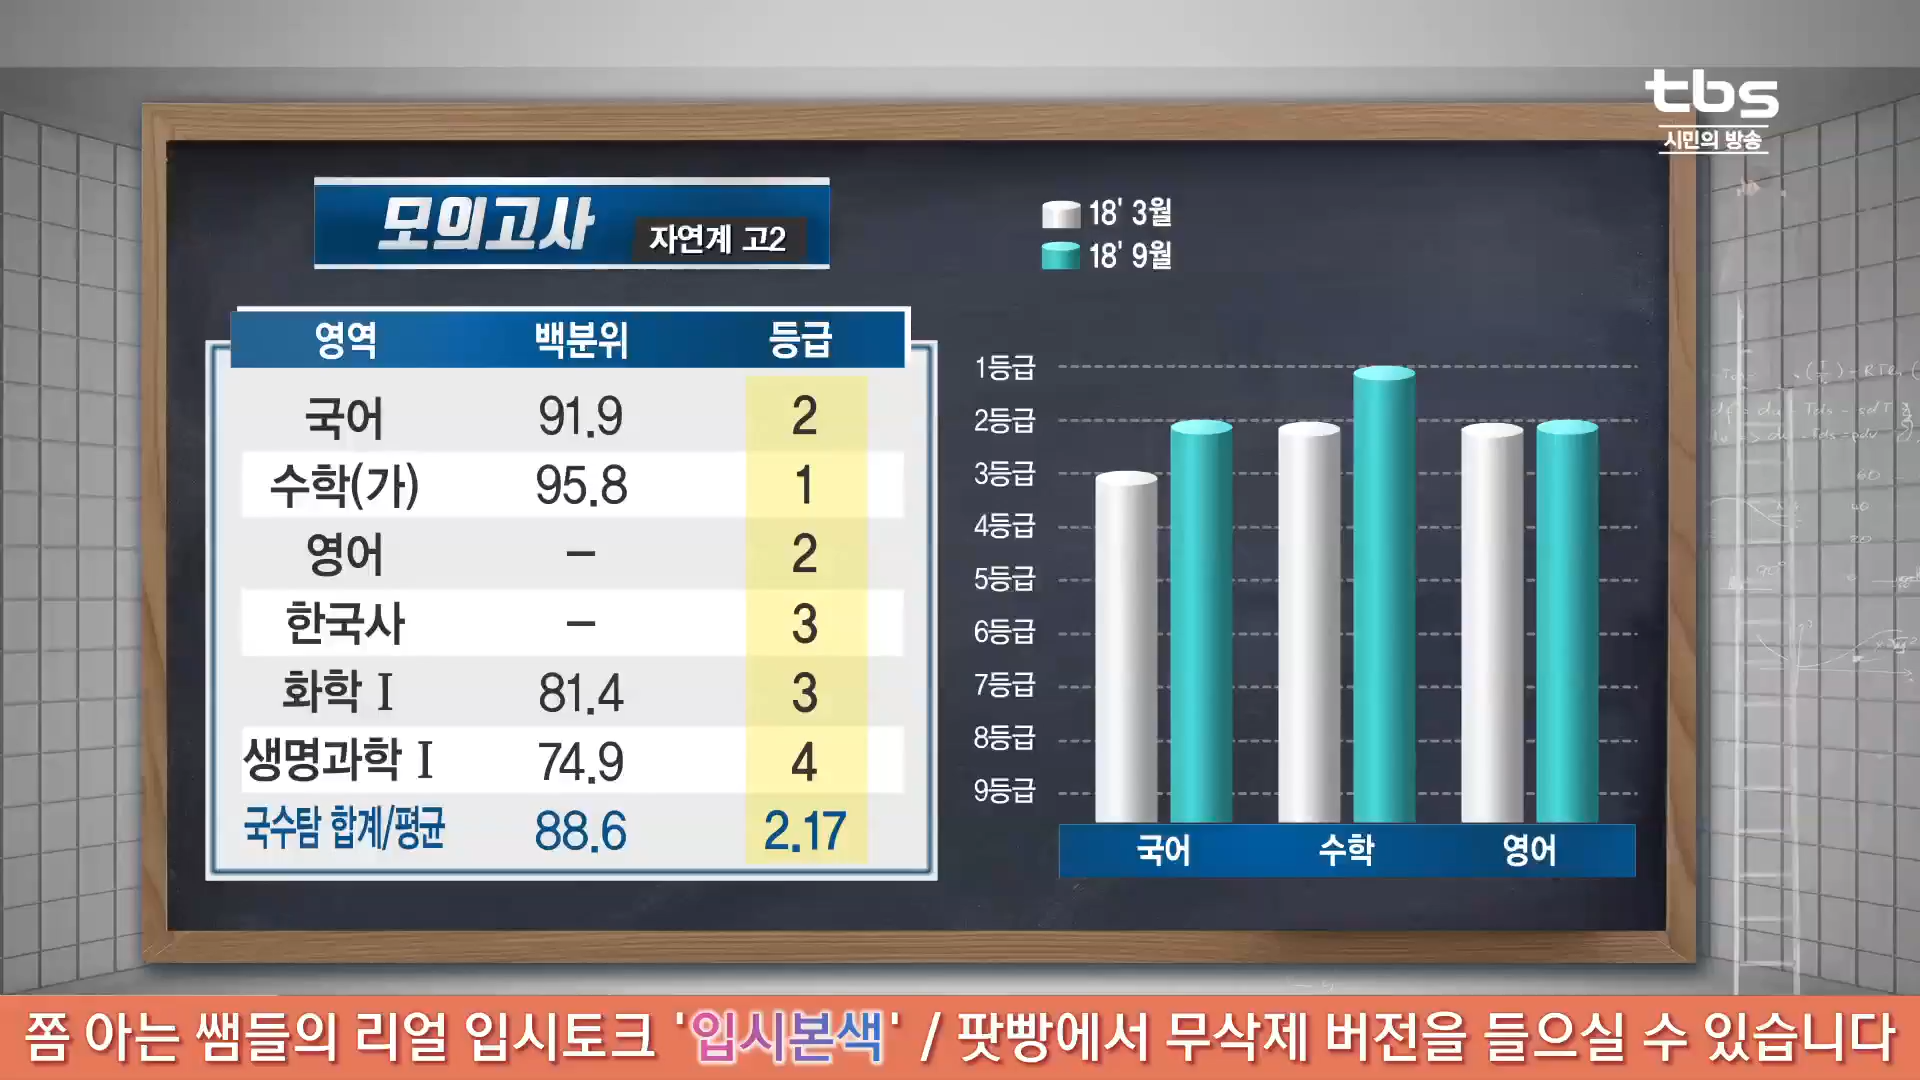 tbs
시민의 방송
모의고사 자연계 고2
18' 3월
18' 9월
영역 백분위 등급
국어 91.9 2
수학(가) 95.8 1
영어 – 2
한국사 – 3
화학 I 81.4 3
생명과학 I 74.9 4
국수탐 합계/평균 88.6 2.17
1등급
2등급
3등급
4등급
5등급
6등급
7등급
8등급
9등급
국어 수학 영어
쫌 아는 쌤들의 리얼 입시토크 '입시본색' / 팟빵에서 무삭제 버전을 들으실 수 있습니다